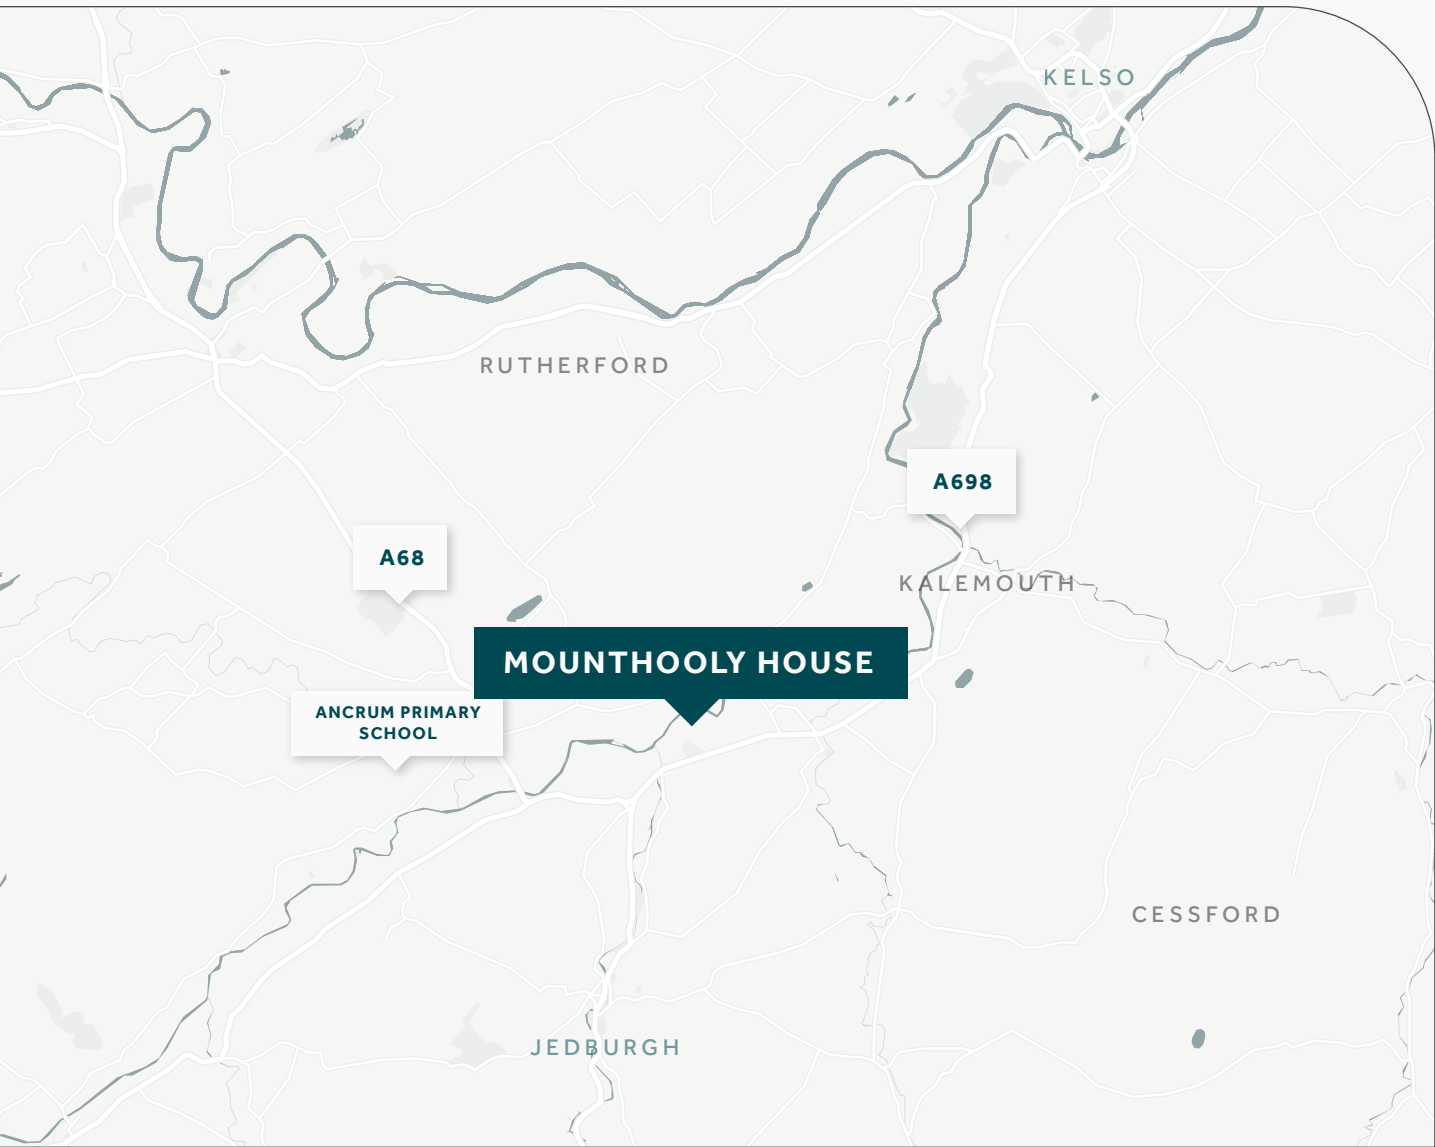 KELSO
RUTHERFORD
A698
A68
KALEMOUTH
MOUNTHOOLY HOUSE
ANCRUM PRIMARY
SCHOOL
CESSFORD
JEDBURGH